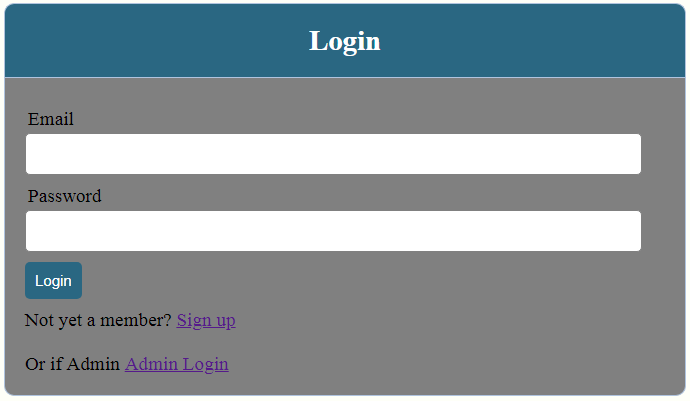 Login
Email
Password
Login
Not yet a member? Sign up
Or if Admin Admin Login